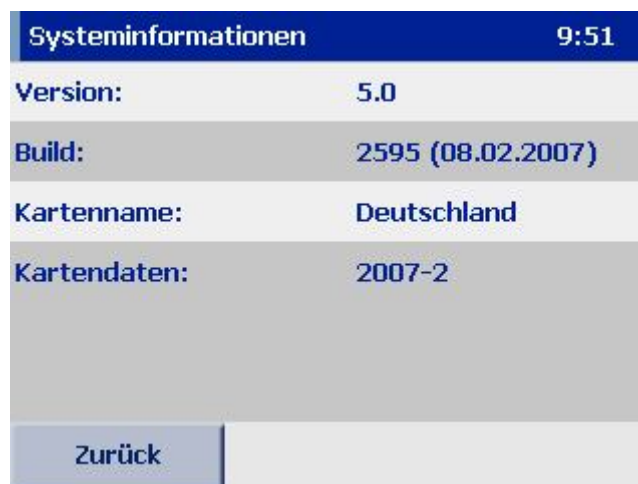 Systeminformationen 9:51
Version: 5.0
Build: 2595 (08.02.2007)
Kartenname: Deutschland
Kartendaten: 2007-2
Zurück